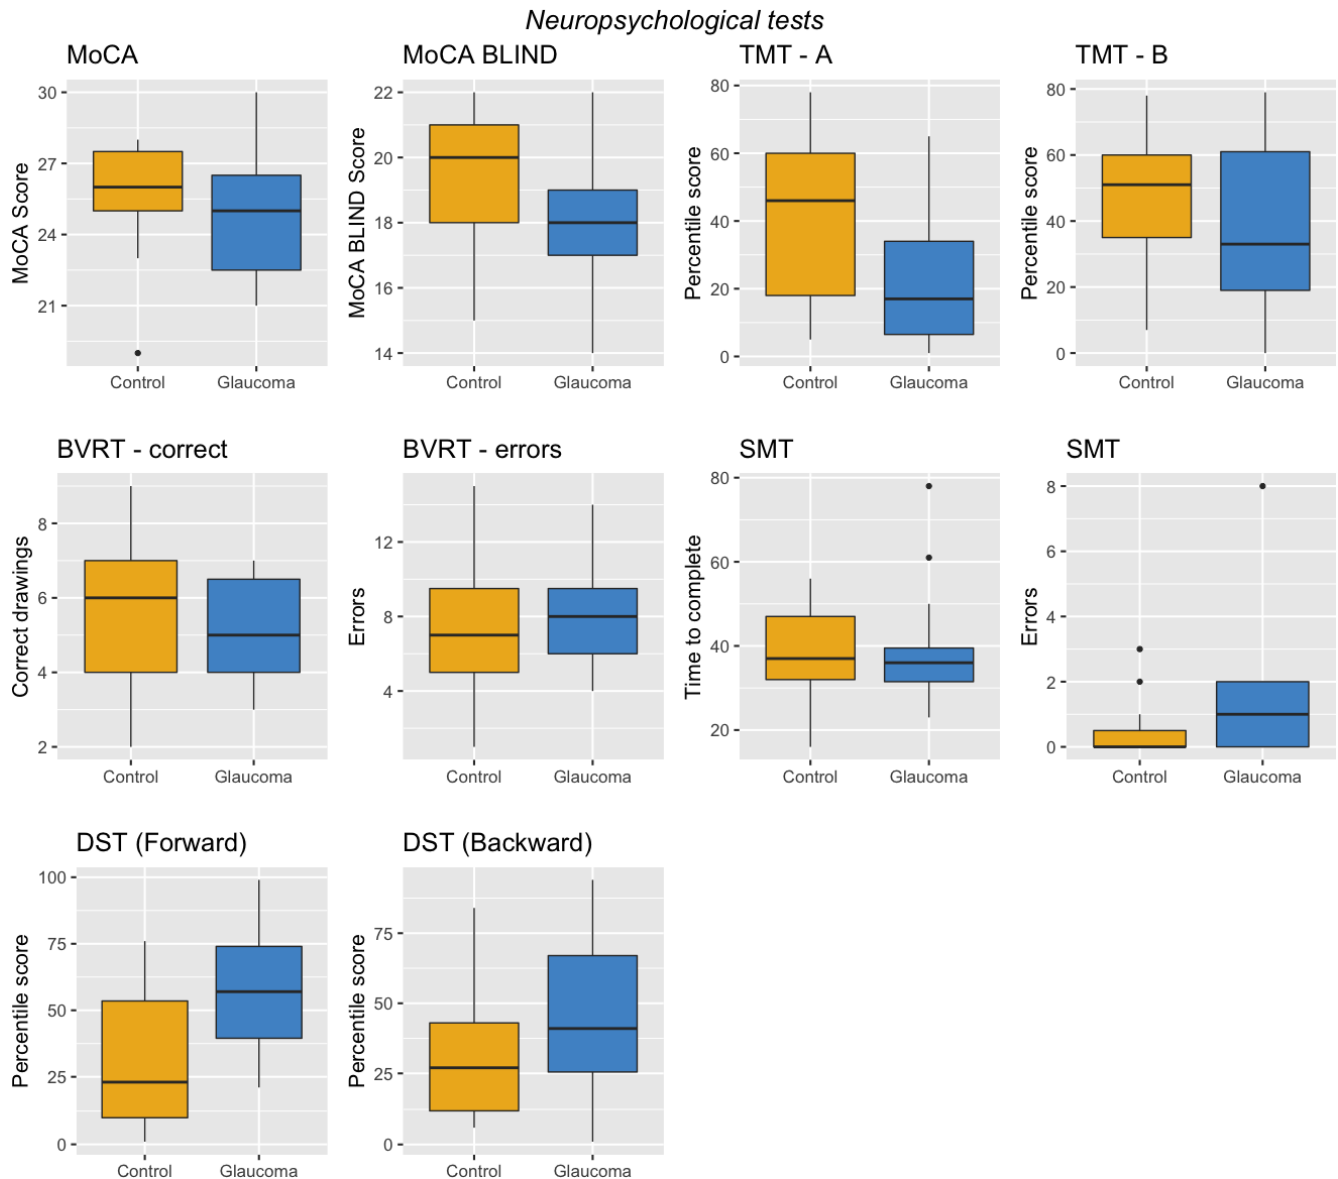 Neuropsychological tests
MoCA
MoCA Score
30
27
24
21
Control Glaucoma
MoCA BLIND
MoCA BLIND Score
22
20
18
16
14
Control Glaucoma
TMT - A
Percentile score
80
60
40
20
0
Control Glaucoma
TMT - B
Percentile score
80
60
40
20
0
Control Glaucoma
BVRT - correct
Correct drawings
8
6
4
2
Control Glaucoma
BVRT - errors
Errors
12
8
4
Control Glaucoma
SMT
Time to complete
80
60
40
20
Control Glaucoma
SMT
Errors
8
6
4
2
0
Control Glaucoma
DST (Forward)
Percentile score
100
75
50
25
0
Control Glaucoma
DST (Backward)
Percentile score
75
50
25
0
Control Glaucoma